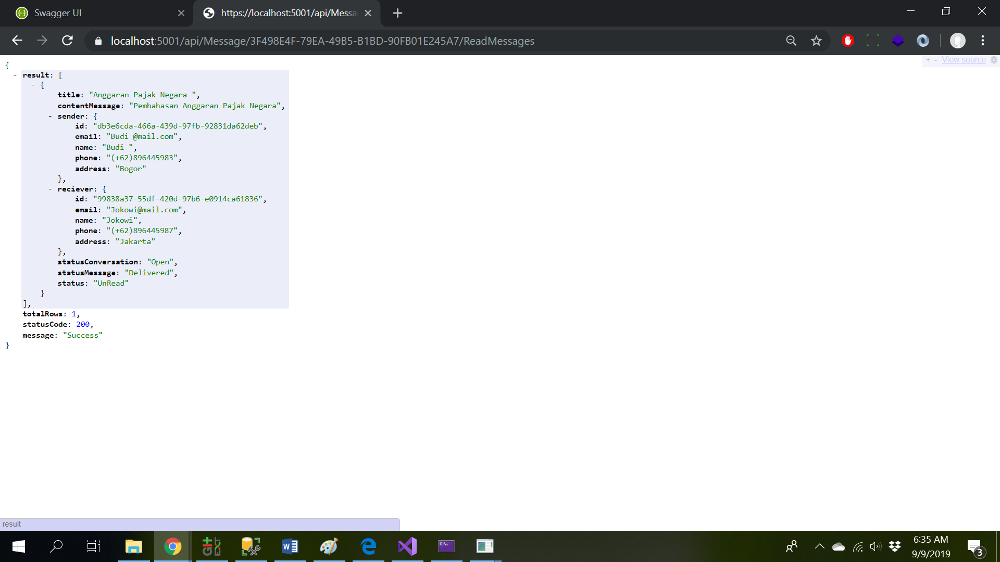 Swagger UI
https://localhost:5001/api/Messa
localhost:5001/api/Message/3F498E4F-79EA-49B5-B1BD-90FB01E245A7/ReadMessages
+ - View source
{
- result: [
- {
title: "Anggaran Pajak Negara ",
contentMessage: "Pembahasan Anggaran Pajak Negara",
- sender: {
id: "db3e6cda-466a-439d-97fb-92831da62deb",
email: "Budi @mail.com",
name: "Budi ",
phone: "(+62)896445983",
address: "Bogor"
},
- reciever: {
id: "99838a37-55df-420d-97b6-e0914ca61836",
email: "Jokowi@mail.com",
name: "Jokowi",
phone: "(+62)896445987",
address: "Jakarta"
},
statusConversation: "Open",
statusMessage: "Delivered",
status: "UnRead"
}
],
totalRows: 1,
statusCode: 200,
message: "Success"
}
result
6:35 AM
9/9/2019
3